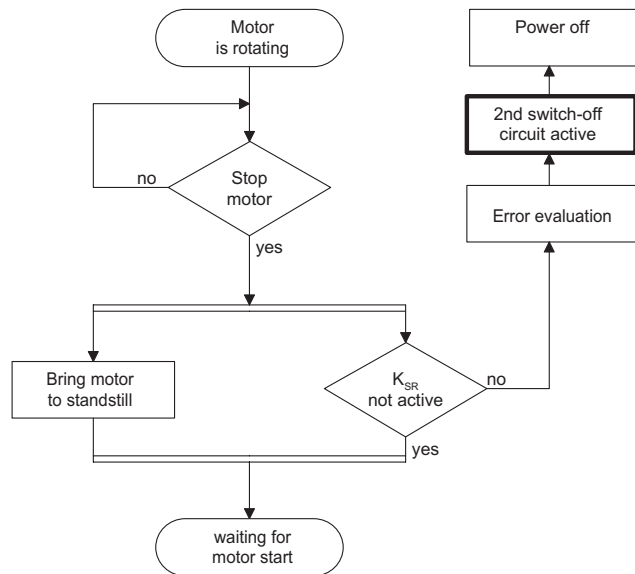 Motor
is rotating
Power off
2nd switch-off
circuit active
no
Stop
motor
Error evaluation
yes
Bring motor
to standstill
K_SR
not active
no
yes
waiting for
motor start